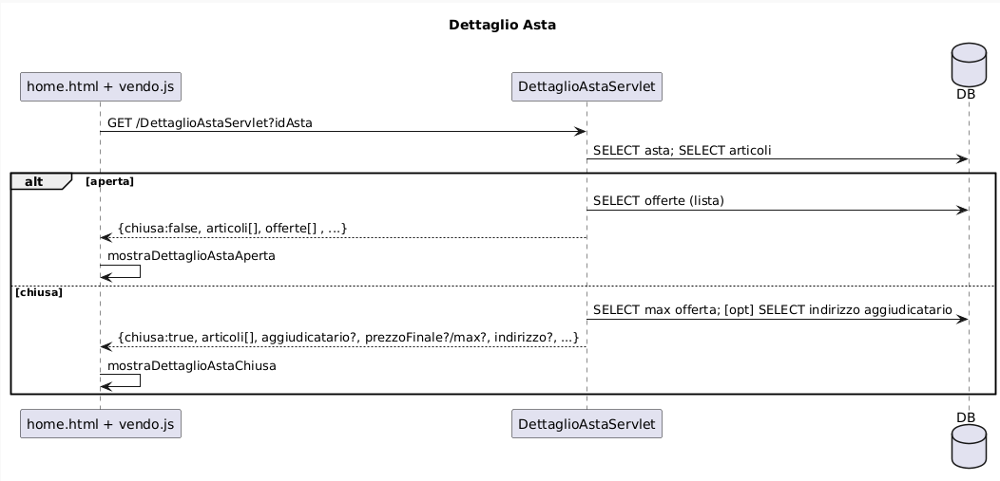 Dettaglio Asta
home.html + vendo.js
DettaglioAstaServlet
DB
GET /DettaglioAstaServlet?idAsta
SELECT asta; SELECT articoli
alt
[aperta]
SELECT offerte (lista)
{chiusa:false, articoli[], offerte[] , ...}
mostraDettaglioAstaAperta
[chiusa]
SELECT max offerta; [opt] SELECT indirizzo aggiudicatario
{chiusa:true, articoli[], aggiudicatario?, prezzoFinale?/max?, indirizzo?, ...}
mostraDettaglioAstaChiusa
home.html + vendo.js
DettaglioAstaServlet
DB